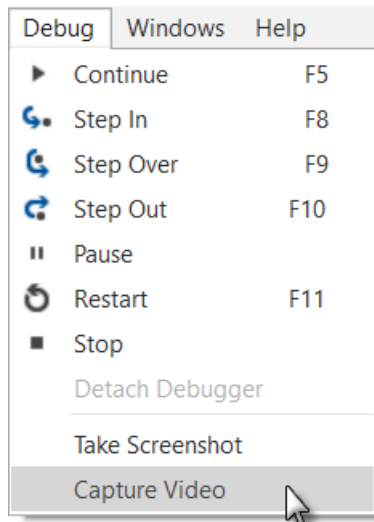 Debug Windows Help
Continue F5
Step In F8
Step Over F9
Step Out F10
Pause
Restart F11
Stop
Detach Debugger
Take Screenshot
Capture Video